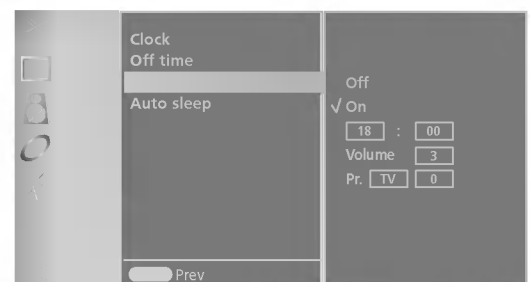 Clock
Off time
Auto sleep
Prev
Off
√ On
18 : 00
Volume 3
Pr. TV 0